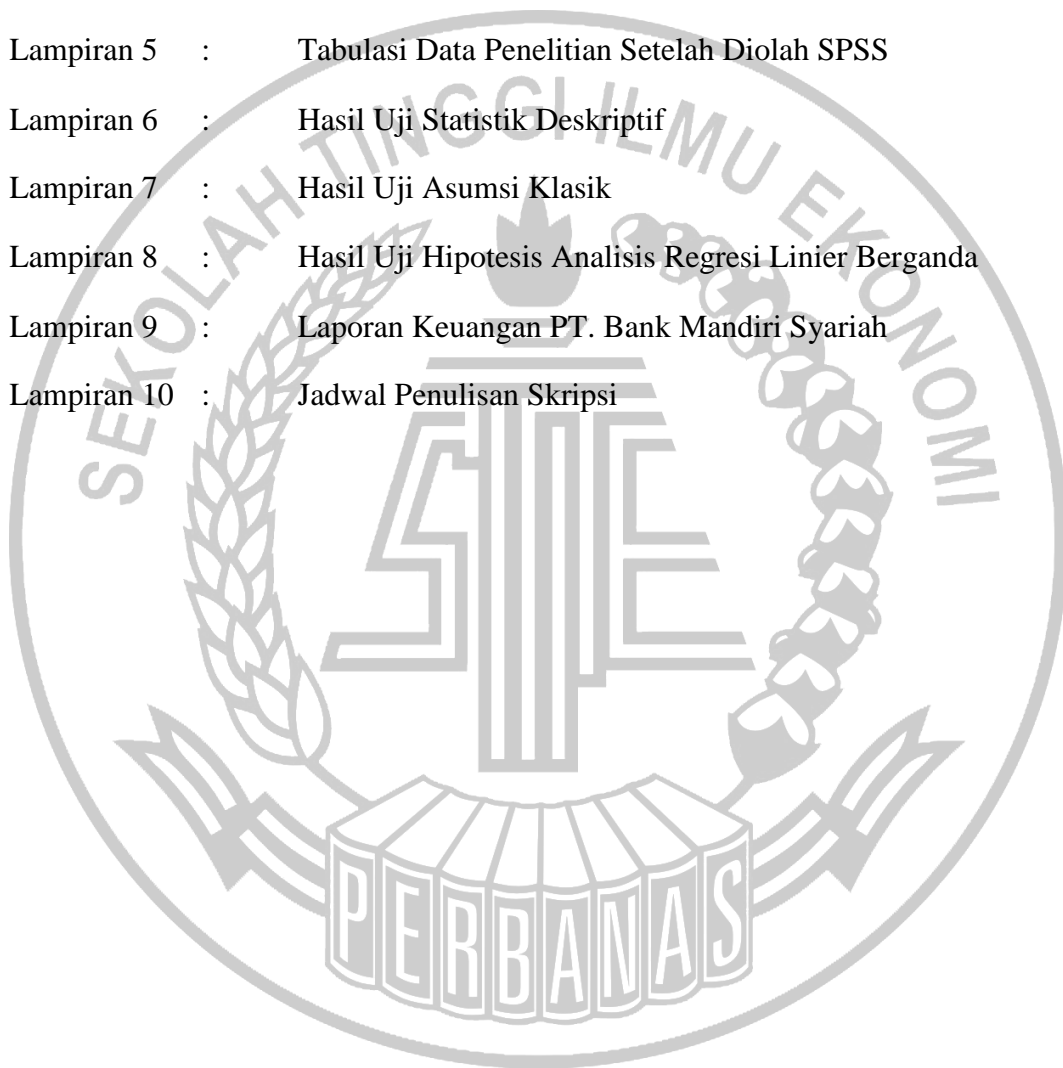 Lampiran 5 : Tabulasi Data Penelitian Setelah Diolah SPSS
Lampiran 6 : Hasil Uji Statistik Deskriptif
Lampiran 7 : Hasil Uji Asumsi Klasik
Lampiran 8 : Hasil Uji Hipotesis Analisis Regresi Linier Berganda
Lampiran 9 : Laporan Keuangan PT. Bank Mandiri Syariah
Lampiran 10 : Jadwal Penulisan Skripsi
SEKOLAH TINGGI ILMU EKONOMI
STIE
PERBANAS